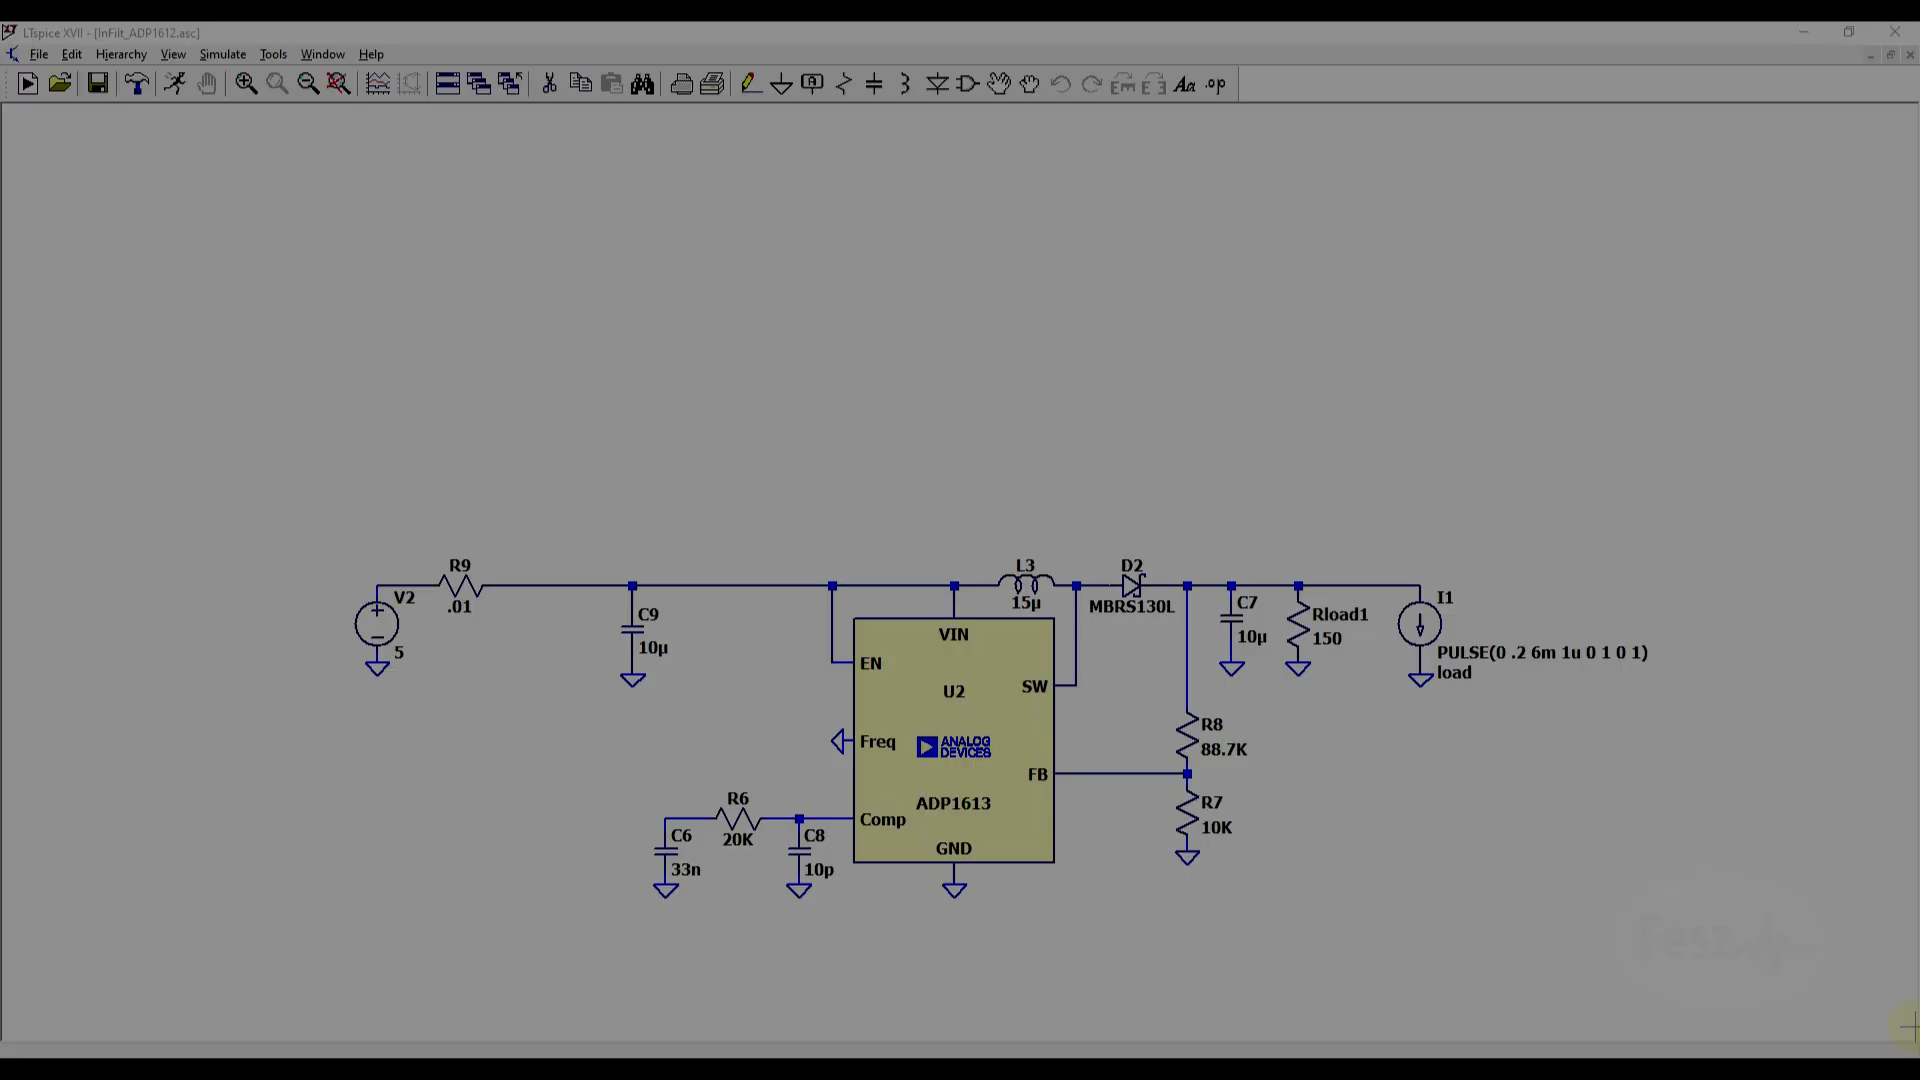 LTspice XVII - [InFilt_ADP1612.asc]
File Edit Hierarchy View Simulate Tools Window Help
Aa .op
R9
.01
V2
5
C9
10µ
L3
15µ
D2
MBRS130L
C7
10µ
Rload1
150
I1
PULSE(0 .2 6m 1u 0 1 0 1)
load
VIN
EN
U2
SW
Freq
ANALOG
DEVICES
FB
ADP1613
Comp
GND
R8
88.7K
R7
10K
R6
20K
C6
33n
C8
10p
Fesz